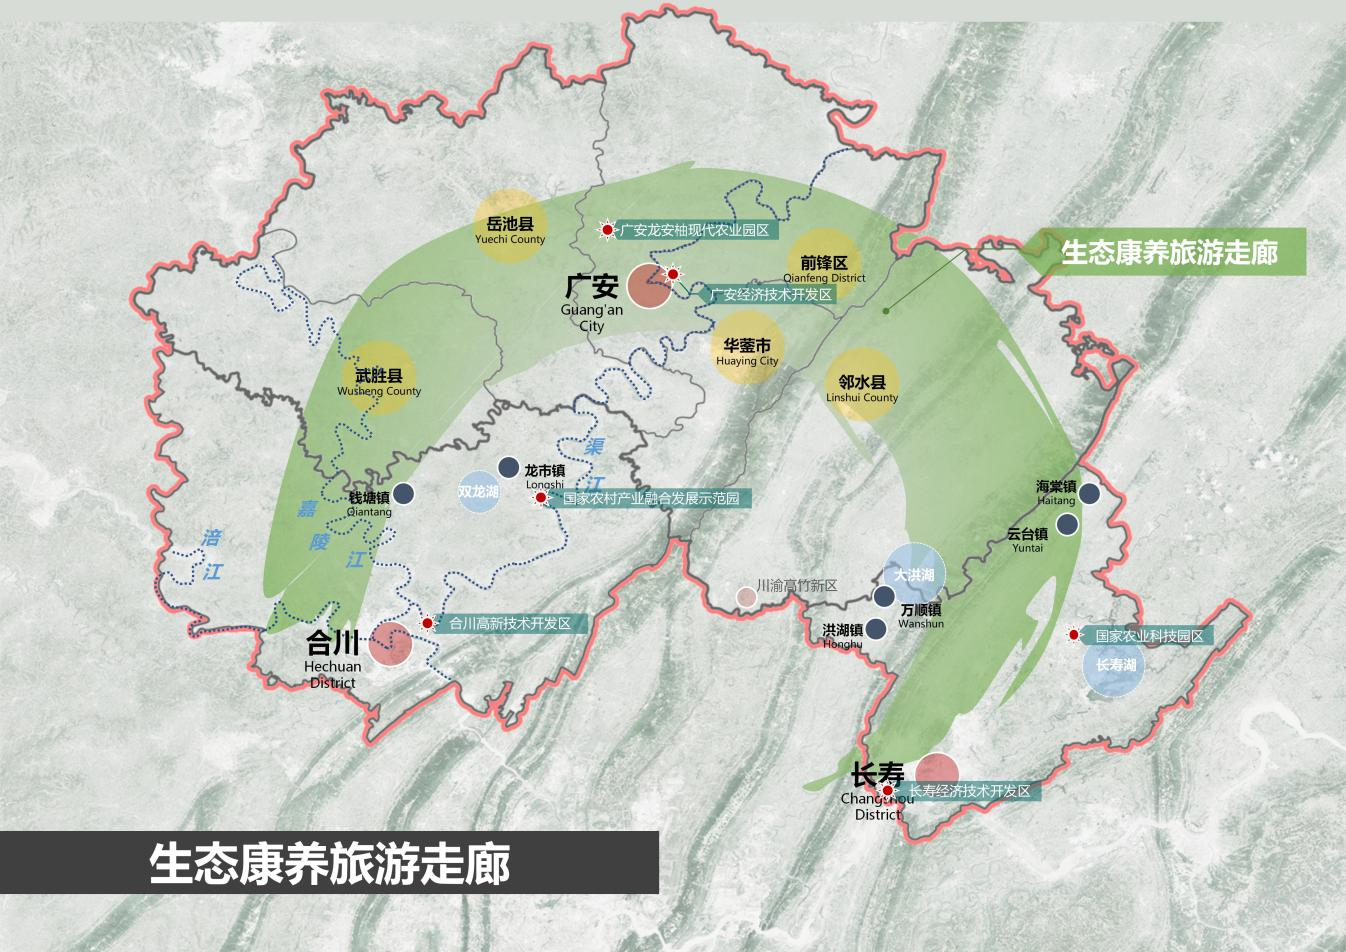 岳池县
Yuechi County
广安龙安柚现代农业园区
生态康养旅游走廊
前锋区
Qianfeng District
广安
Guang'an
City
广安经济技术开发区
华蓥市
Huaying City
武胜县
Wusheng County
邻水县
Linshui County
渠
江
龙市镇
Longshi
双龙湖
国家农村产业融合发展示范园
钱塘镇
Qiantang
海棠镇
Haitang
嘉
陵
江
涪
江
云台镇
Yuntai
大洪湖
川渝高竹新区
万顺镇
Wanshun
洪湖镇
Honghu
合川高新技术开发区
合川
Hechuan
District
国家农业科技园区
长寿湖
长寿
Changshou
District
长寿经济技术开发区
生态康养旅游走廊